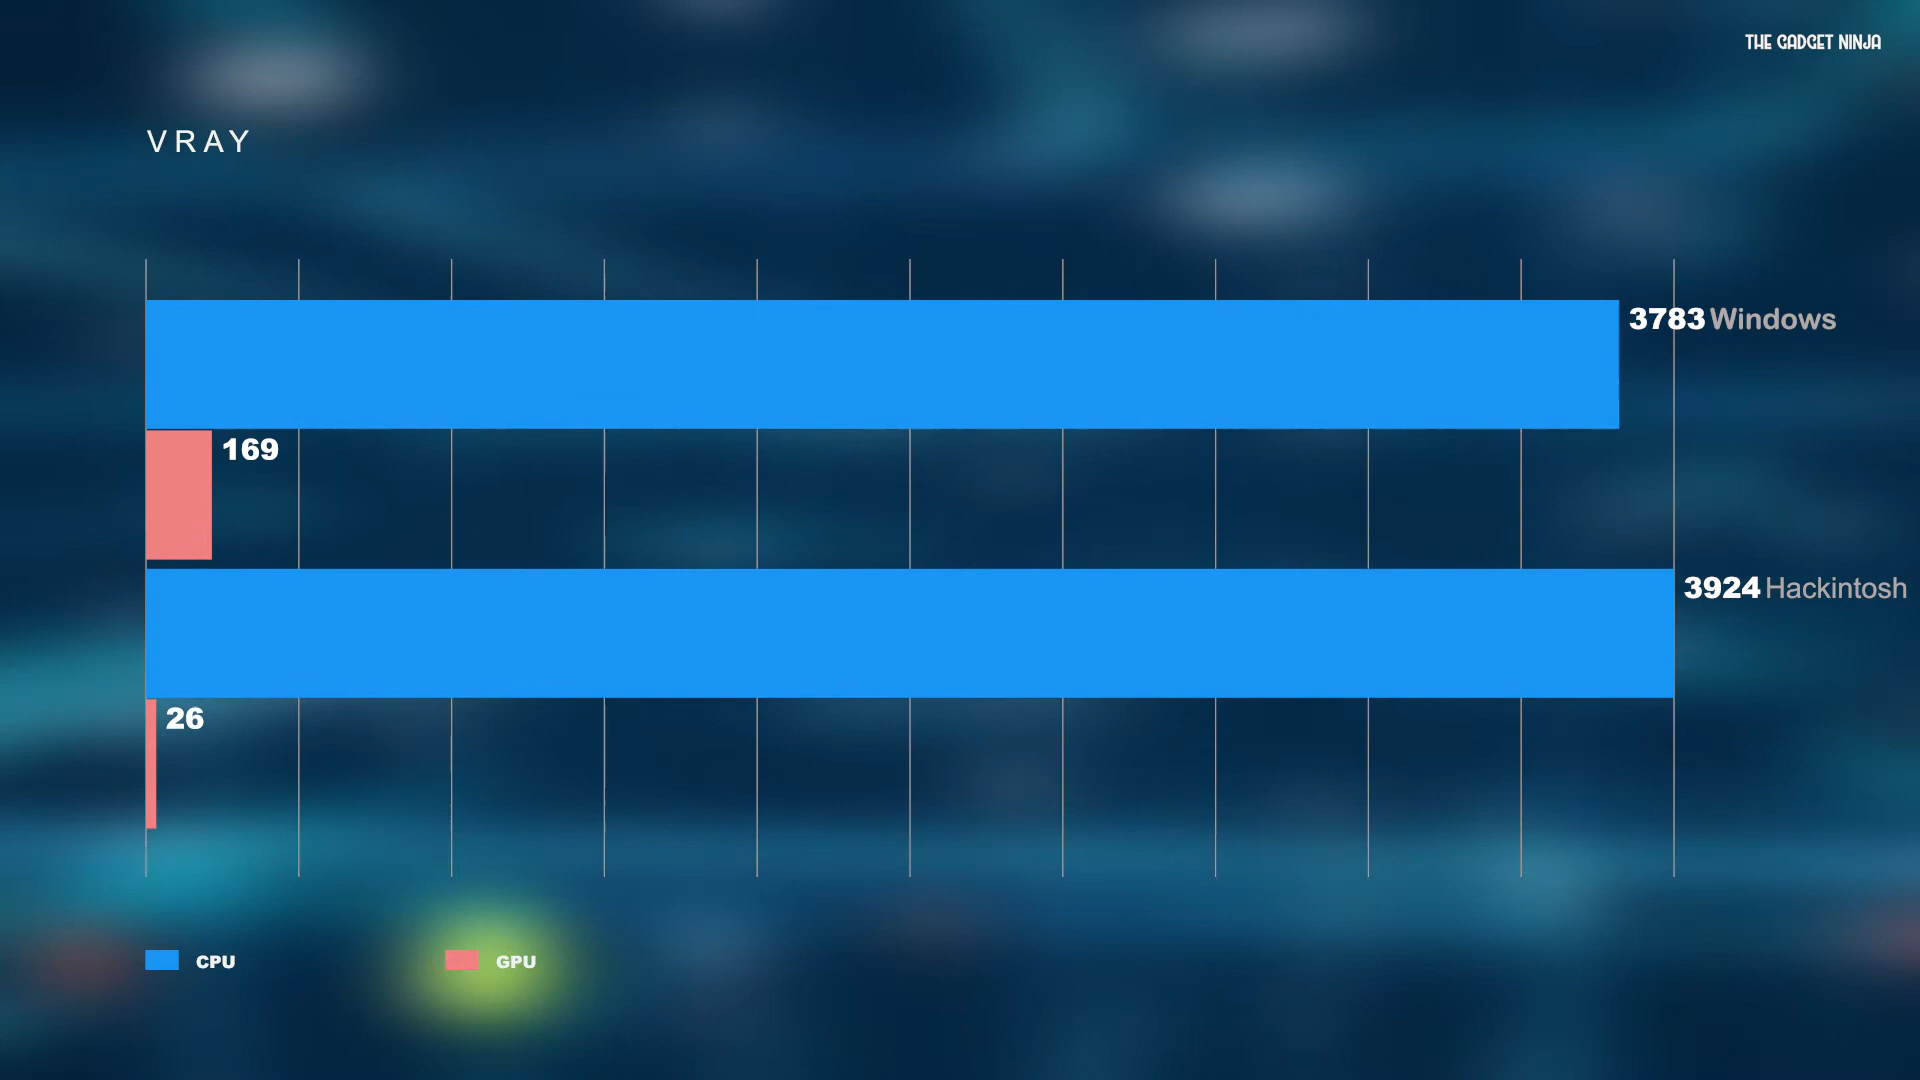 THE GADGET NINJA
VRAY
3783 Windows
169
3924 Hackintosh
26
CPU
GPU